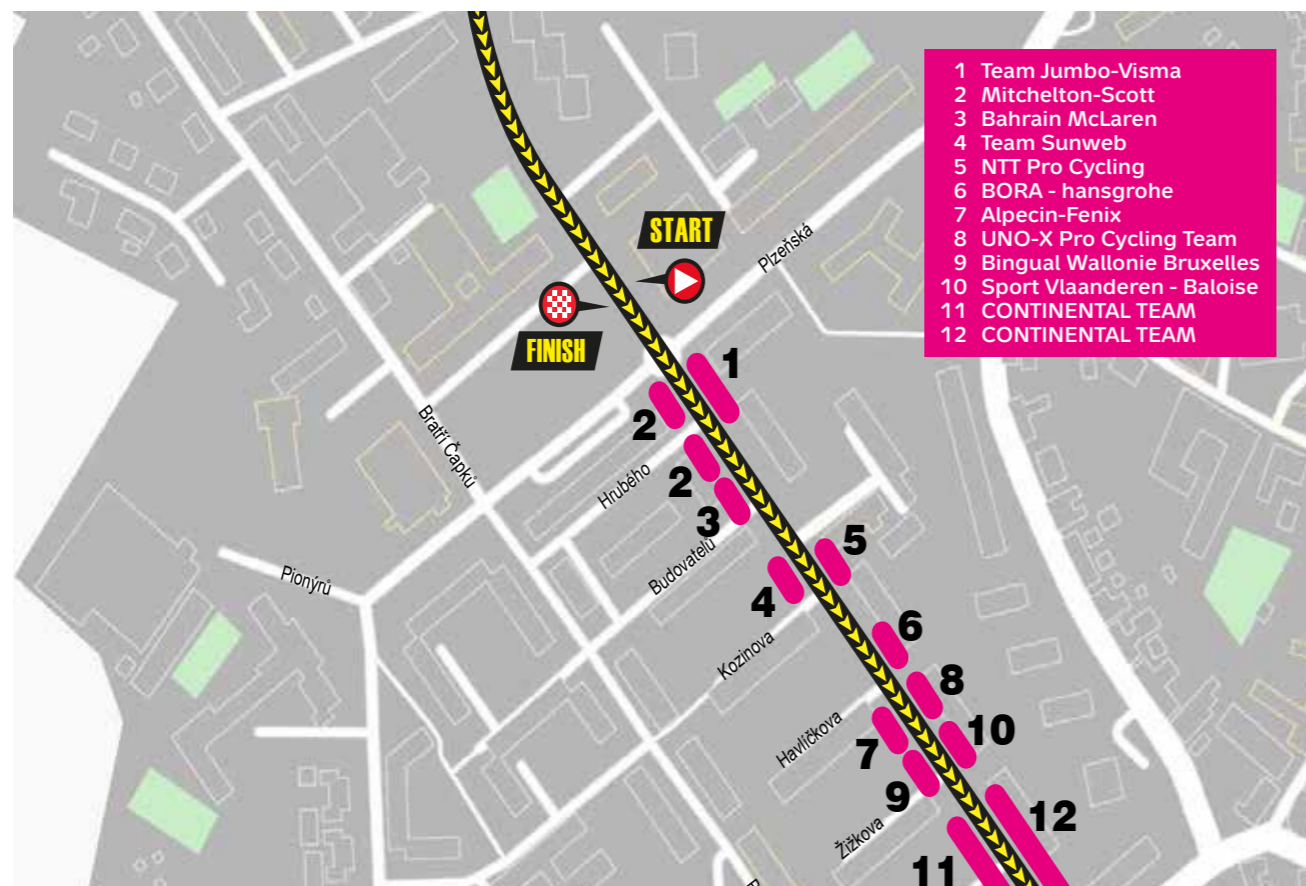 1 Team Jumbo-Visma
2 Mitchelton-Scott
3 Bahrain McLaren
4 Team Sunweb
5 NTT Pro Cycling
6 BORA - hansgrohe
7 Alpecin-Fenix
8 UNO-X Pro Cycling Team
9 Bingual Wallonie Bruxelles
10 Sport Vlaanderen - Baloise
11 CONTINENTAL TEAM
12 CONTINENTAL TEAM
START
Plzeňská
FINISH
1
2
Bratří Čapků
2
Hrubého
3
5
Budovatelů
Pionýrů
4
6
Kozinova
8
Havlíčkova
7
10
9
12
Žižkova
11